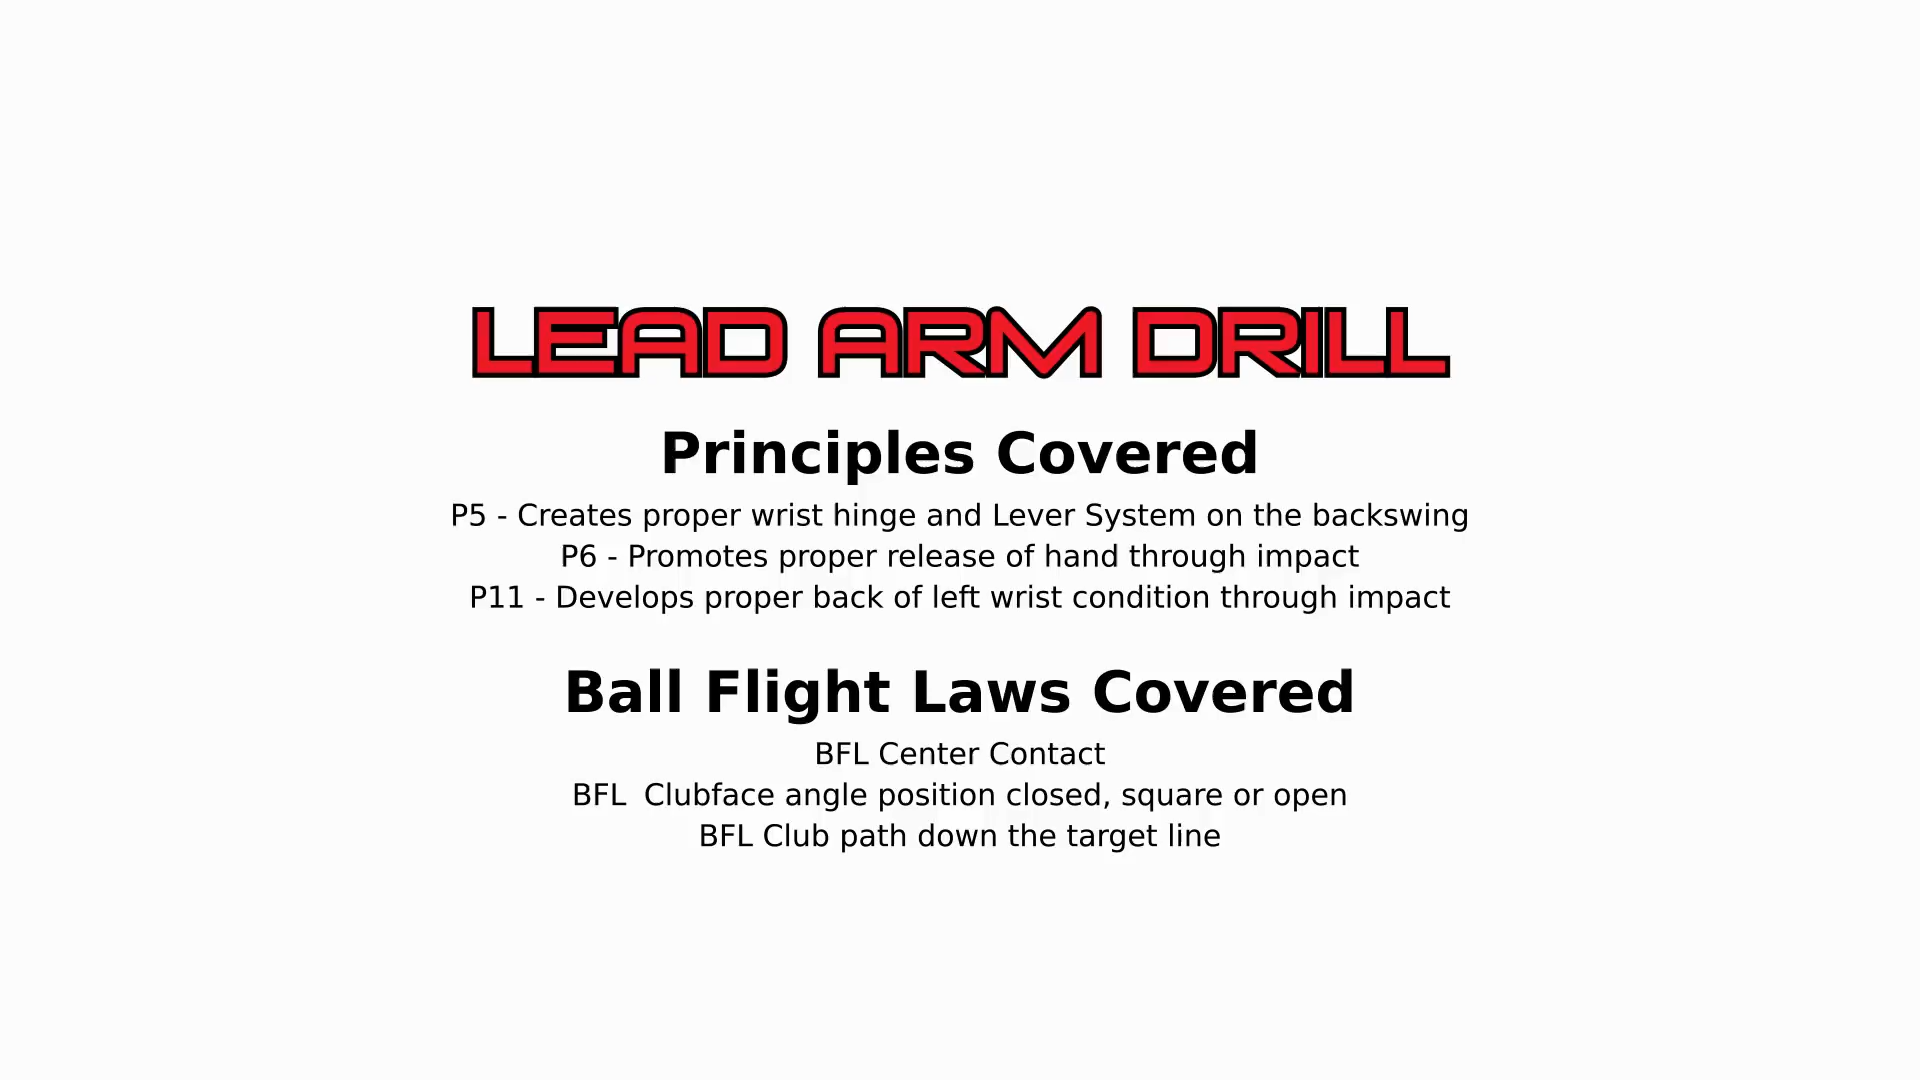 LEAD ARM DRILL
Principles Covered
P5 - Creates proper wrist hinge and Lever System on the backswing
P6 - Promotes proper release of hand through impact
P11 - Develops proper back of left wrist condition through impact
Ball Flight Laws Covered
BFL Center Contact
BFL  Clubface angle position closed, square or open
BFL Club path down the target line